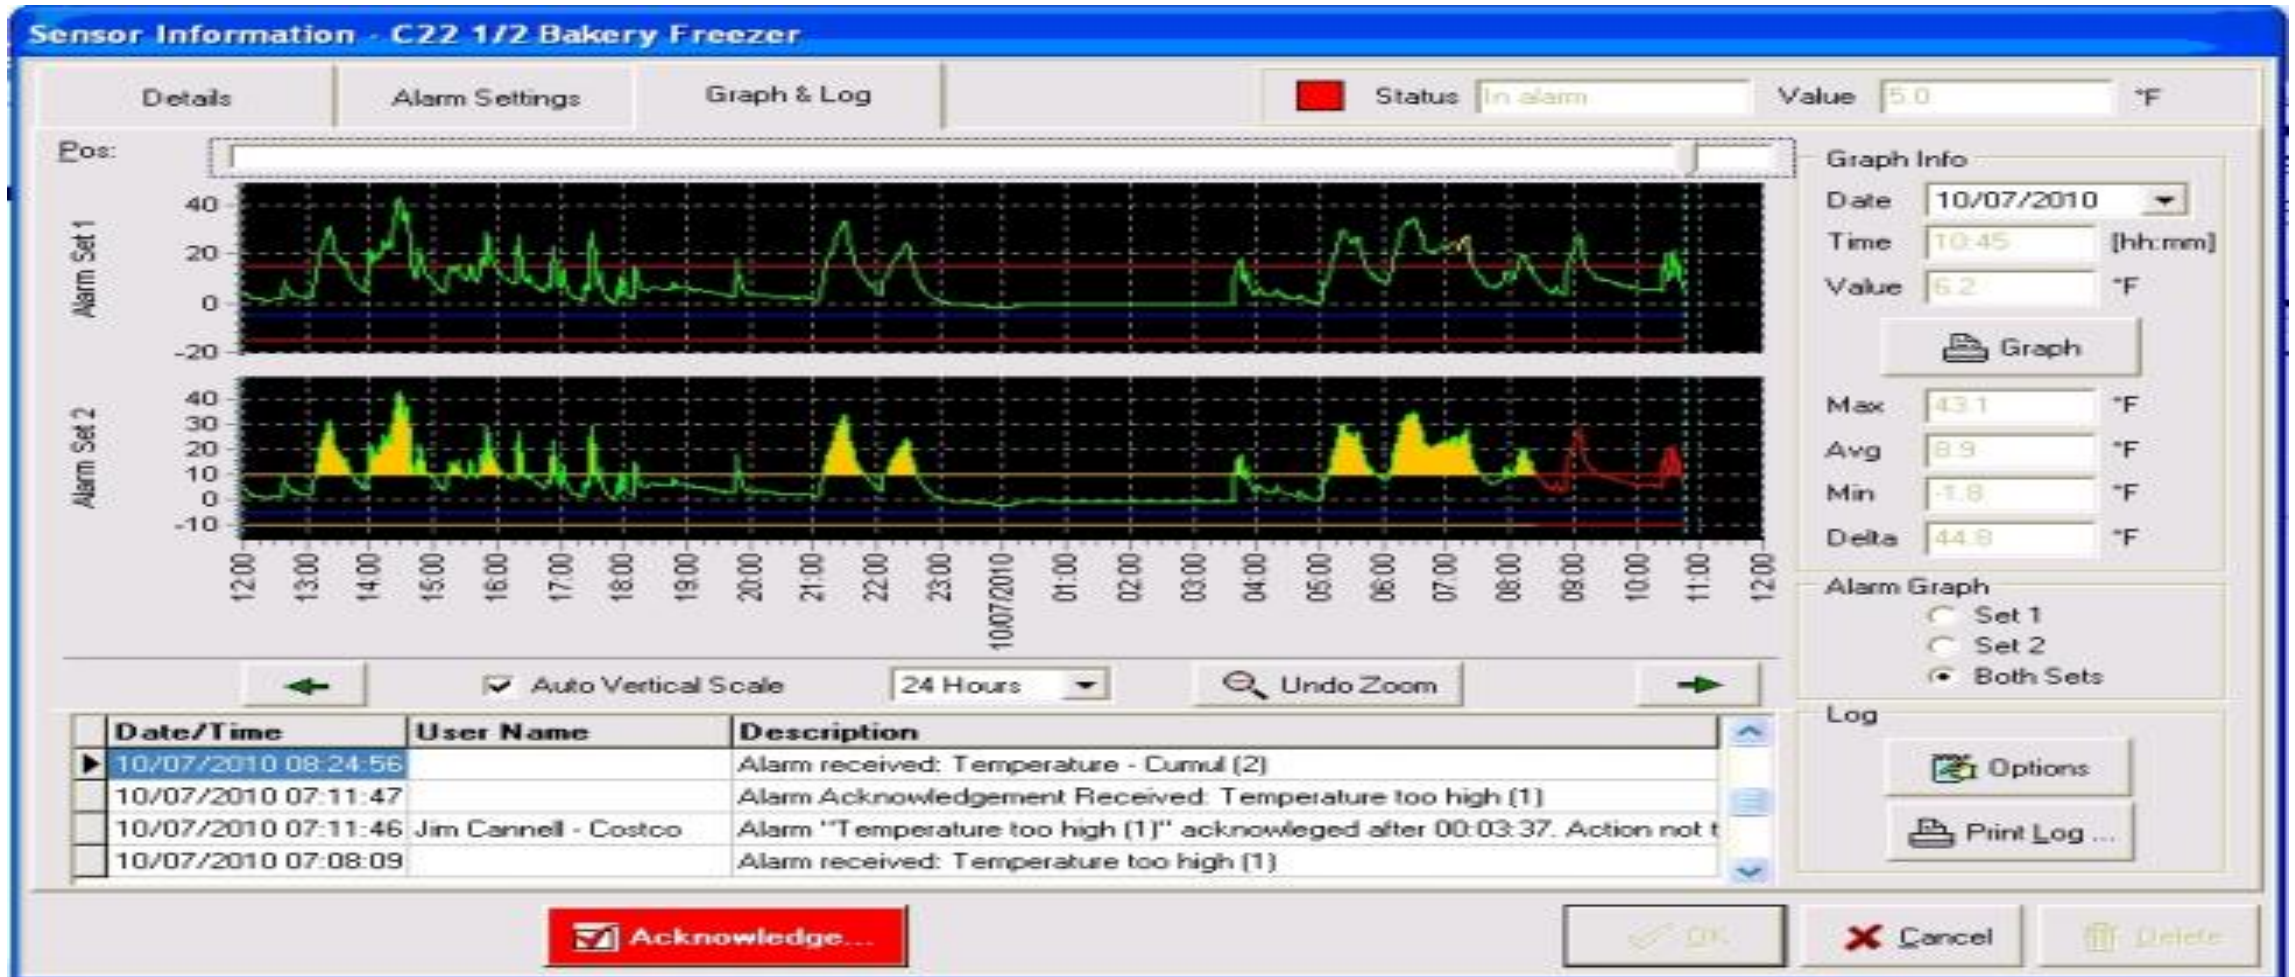 Sensor Information - C22 1/2 Bakery Freezer
Details Alarm Settings Graph & Log Status In alarm Value 5.0 °F
Pos:
Alarm Set 1
40
20
0
-20
Alarm Set 2
40
30
20
10
0
-10
12:00 13:00 14:00 15:00 16:00 17:00 18:00 19:00 20:00 21:00 22:00 23:00 10/07/2010 01:00 02:00 03:00 04:00 05:00 06:00 07:00 08:00 09:00 10:00 11:00 12:00
Graph Info
Date 10/07/2010
Time 10:45 [hh:mm]
Value 6.2 °F
Graph
Max 43.1 °F
Avg 8.9 °F
Min -1.8 °F
Delta 44.8 °F
Alarm Graph
Set 1
Set 2
Both Sets
Auto Vertical Scale 24 Hours Undo Zoom
Date/Time User Name Description
10/07/2010 08:24:56 Alarm received: Temperature - Cumul (2)
10/07/2010 07:11:47 Alarm Acknowledgement Received: Temperature too high (1)
10/07/2010 07:11:46 Jim Cannell - Costco Alarm "Temperature too high (1)" acknowleged after 00:03:37. Action not t
10/07/2010 07:08:09 Alarm received: Temperature too high (1)
Log
Options
Print Log ...
Acknowledge... OK Cancel Delete